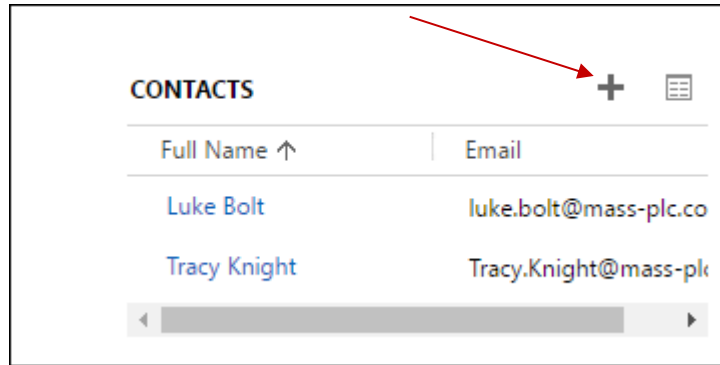 CONTACTS
Full Name Email
Luke Bolt luke.bolt@mass-plc.co
Tracy Knight Tracy.Knight@mass-pl